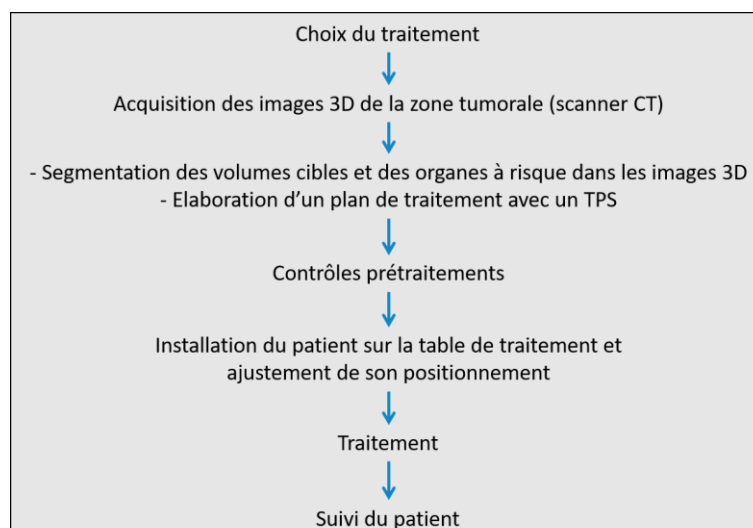 Choix du traitement
Acquisition des images 3D de la zone tumorale (scanner CT)
- Segmentation des volumes cibles et des organes à risque dans les images 3D
- Elaboration d’un plan de traitement avec un TPS
Contrôles prétraitements
Installation du patient sur la table de traitement et
ajustement de son positionnement
Traitement
Suivi du patient